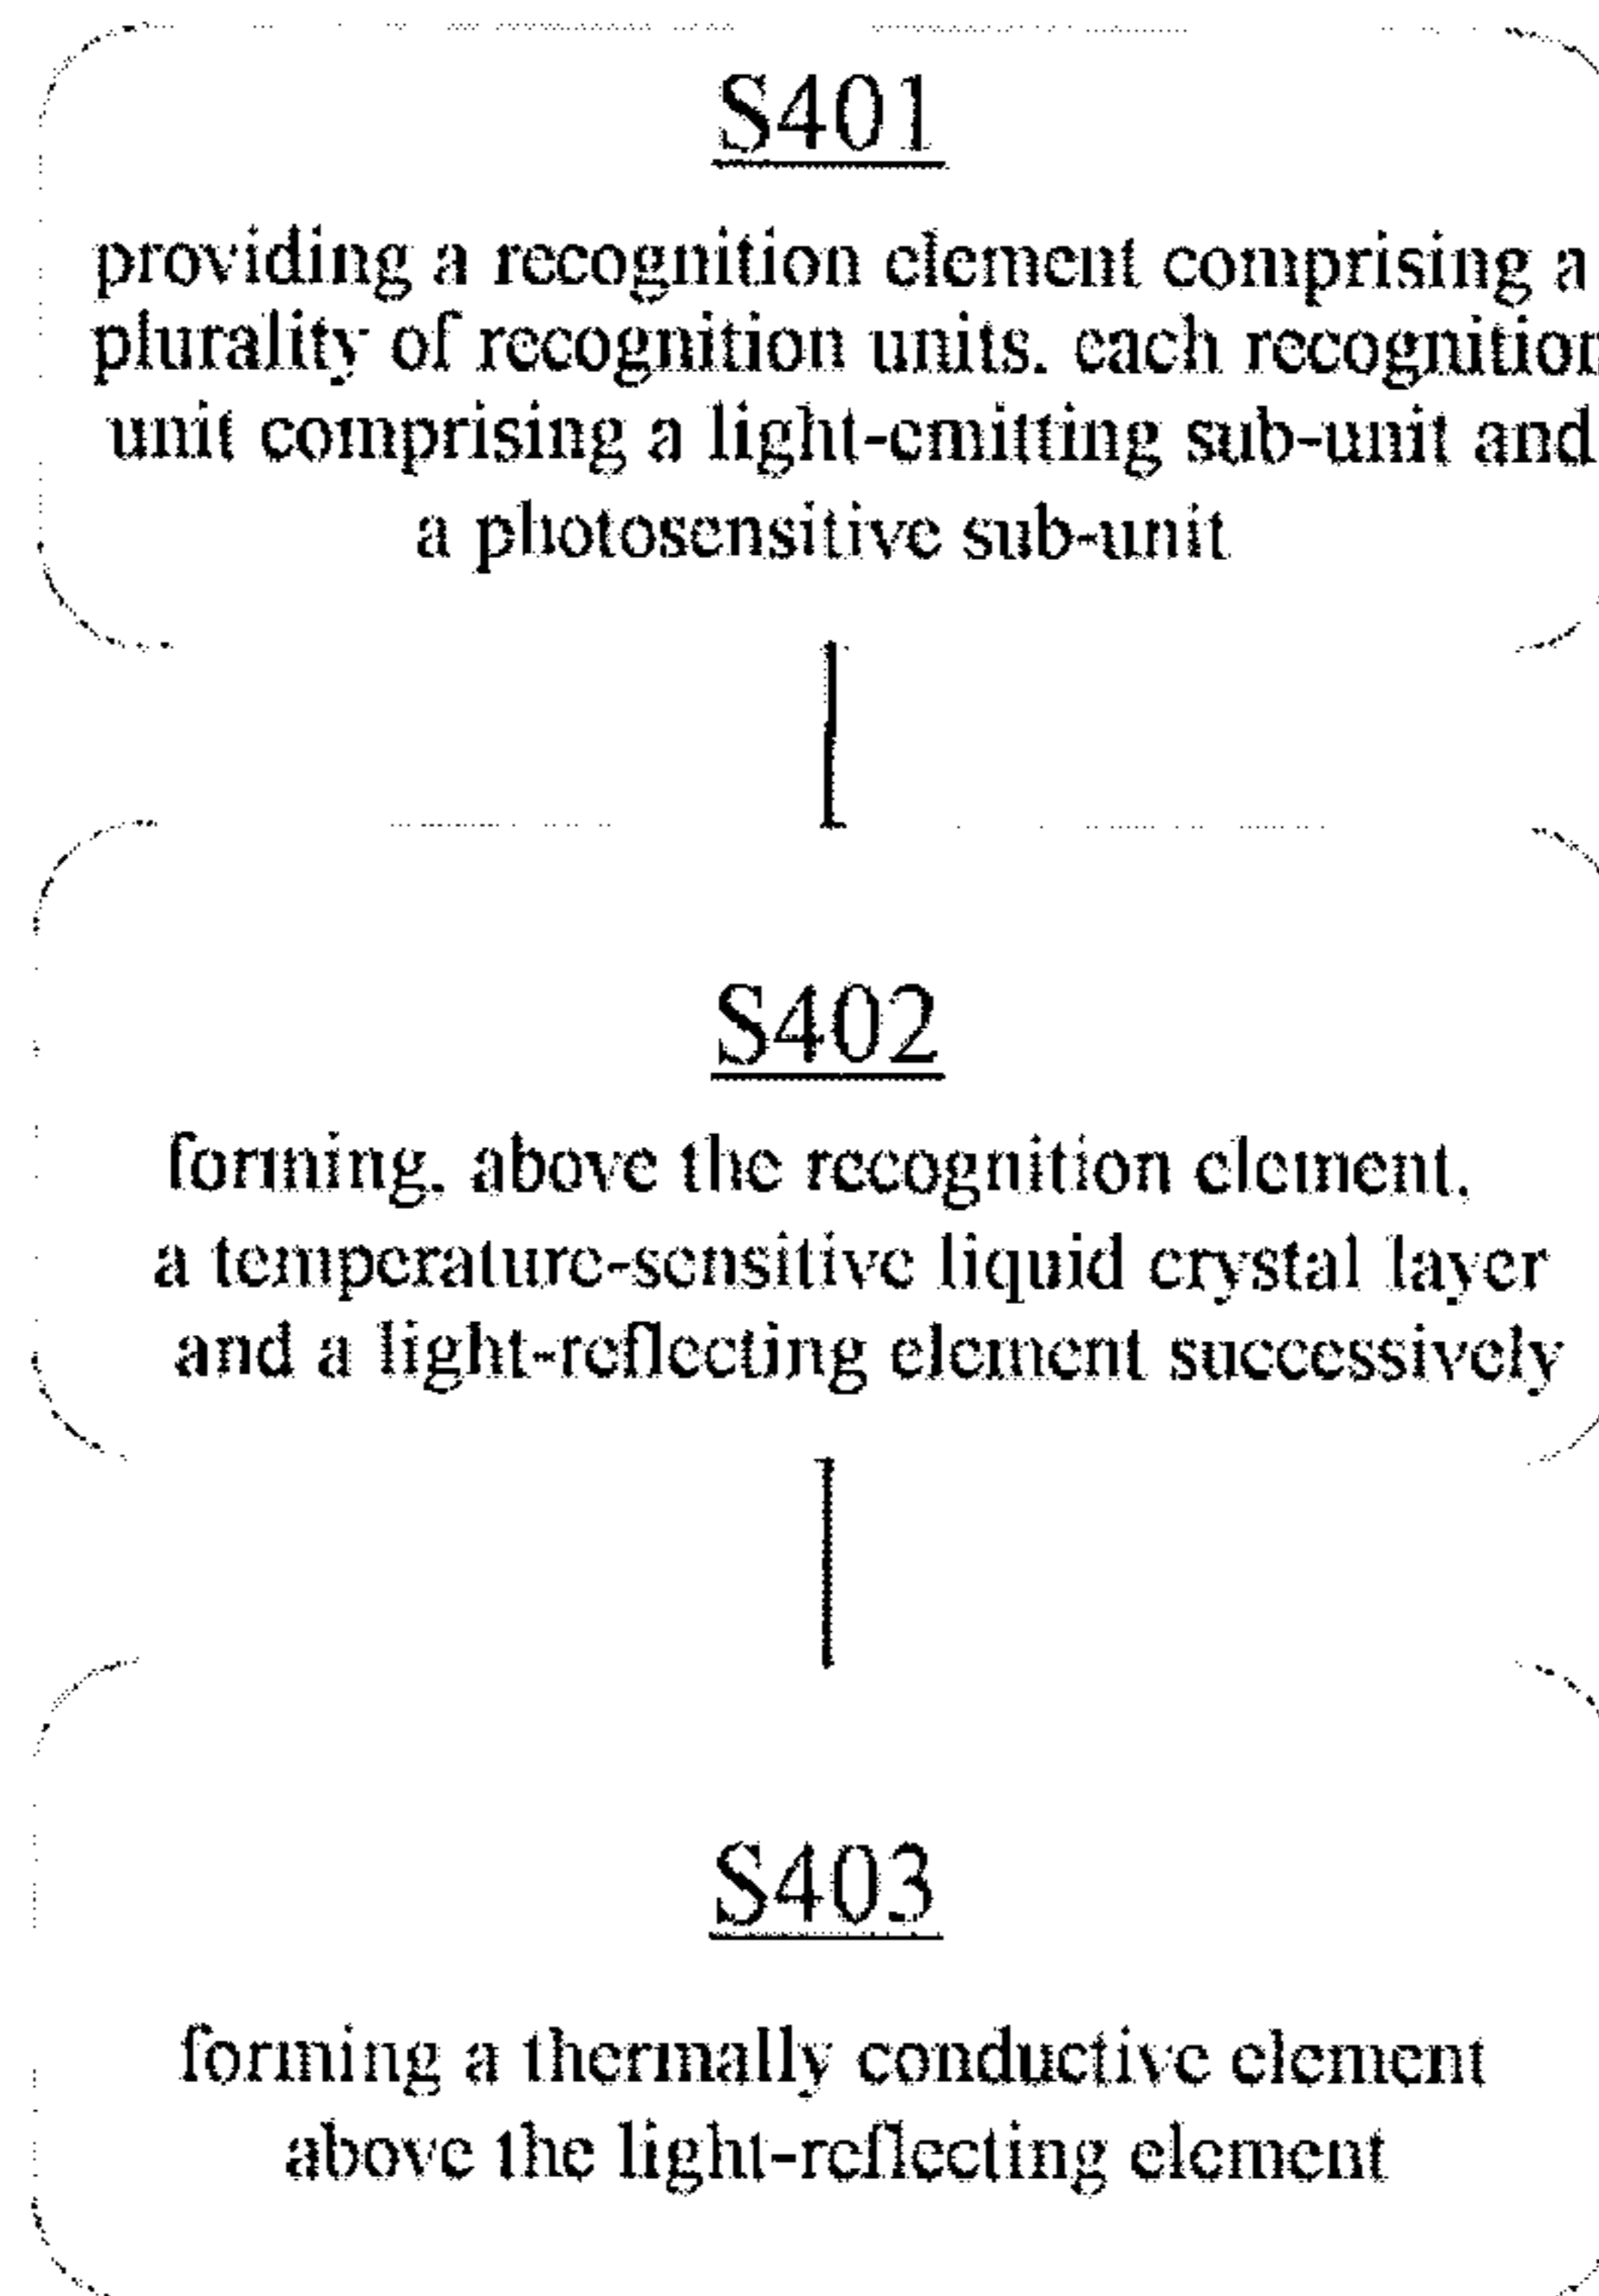 S401
providing a recognition element comprising a
plurality of recognition units, each recognition
unit comprising a light-emitting sub-unit and
a photosensitive sub-unit
S402
forming, above the recognition element,
a temperature-sensitive liquid crystal layer
and a light-reflecting element successively
S403
forming a thermally conductive element
above the light-reflecting element